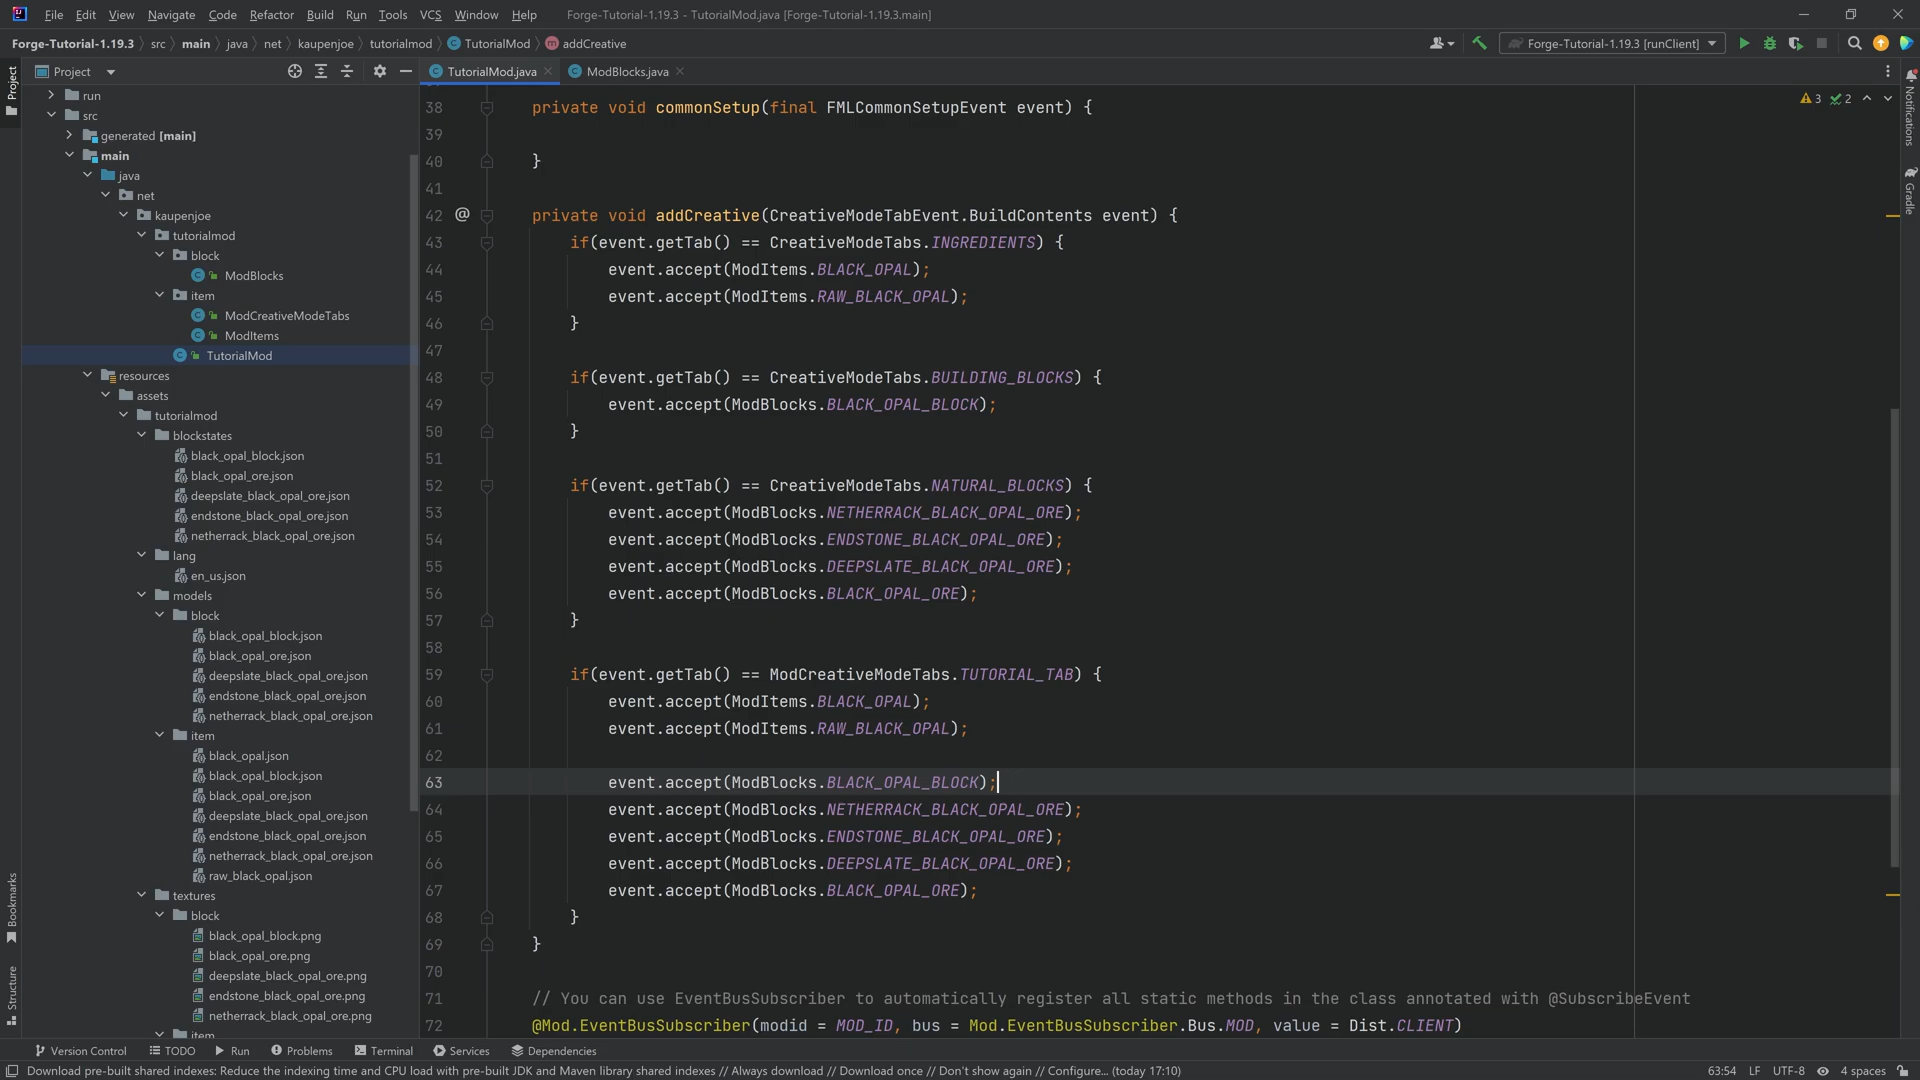 File Edit View Navigate Code Refactor Build Run Tools VCS Window Help Forge-Tutorial-1.19.3 - TutorialMod.java [Forge-Tutorial-1.19.3.main]
Forge-Tutorial-1.19.3 src main java net kaupenjoe tutorialmod TutorialMod addCreative Forge-Tutorial-1.19.3 [runClient]
Project
TutorialMod.java ModBlocks.java
Project
run
src
generated [main]
main
java
net
kaupenjoe
tutorialmod
block
ModBlocks
item
ModCreativeModeTabs
ModItems
TutorialMod
resources
assets
tutorialmod
blockstates
black_opal_block.json
black_opal_ore.json
deepslate_black_opal_ore.json
endstone_black_opal_ore.json
netherrack_black_opal_ore.json
lang
en_us.json
models
block
black_opal_block.json
black_opal_ore.json
deepslate_black_opal_ore.json
endstone_black_opal_ore.json
netherrack_black_opal_ore.json
item
black_opal.json
black_opal_block.json
black_opal_ore.json
deepslate_black_opal_ore.json
endstone_black_opal_ore.json
netherrack_black_opal_ore.json
raw_black_opal.json
textures
block
black_opal_block.png
black_opal_ore.png
deepslate_black_opal_ore.png
endstone_black_opal_ore.png
netherrack_black_opal_ore.png
item
Bookmarks
Structure
38 private void commonSetup(final FMLCommonSetupEvent event) {
39
40 }
41
42 @ private void addCreative(CreativeModeTabEvent.BuildContents event) {
43 if(event.getTab() == CreativeModeTabs.INGREDIENTS) {
44 event.accept(ModItems.BLACK_OPAL);
45 event.accept(ModItems.RAW_BLACK_OPAL);
46 }
47
48 if(event.getTab() == CreativeModeTabs.BUILDING_BLOCKS) {
49 event.accept(ModBlocks.BLACK_OPAL_BLOCK);
50 }
51
52 if(event.getTab() == CreativeModeTabs.NATURAL_BLOCKS) {
53 event.accept(ModBlocks.NETHERRACK_BLACK_OPAL_ORE);
54 event.accept(ModBlocks.ENDSTONE_BLACK_OPAL_ORE);
55 event.accept(ModBlocks.DEEPSLATE_BLACK_OPAL_ORE);
56 event.accept(ModBlocks.BLACK_OPAL_ORE);
57 }
58
59 if(event.getTab() == ModCreativeModeTabs.TUTORIAL_TAB) {
60 event.accept(ModItems.BLACK_OPAL);
61 event.accept(ModItems.RAW_BLACK_OPAL);
62
63 event.accept(ModBlocks.BLACK_OPAL_BLOCK);
64 event.accept(ModBlocks.NETHERRACK_BLACK_OPAL_ORE);
65 event.accept(ModBlocks.ENDSTONE_BLACK_OPAL_ORE);
66 event.accept(ModBlocks.DEEPSLATE_BLACK_OPAL_ORE);
67 event.accept(ModBlocks.BLACK_OPAL_ORE);
68 }
69 }
70
71 // You can use EventBusSubscriber to automatically register all static methods in the class annotated with @SubscribeEvent
72 @Mod.EventBusSubscriber(modid = MOD_ID, bus = Mod.EventBusSubscriber.Bus.MOD, value = Dist.CLIENT)
3 2
Notifications
Gradle
Version Control TODO Run Problems Terminal Services Dependencies
Download pre-built shared indexes: Reduce the indexing time and CPU load with pre-built JDK and Maven library shared indexes // Always download // Download once // Don't show again // Configure... (today 17:10) 63:54 LF UTF-8 4 spaces